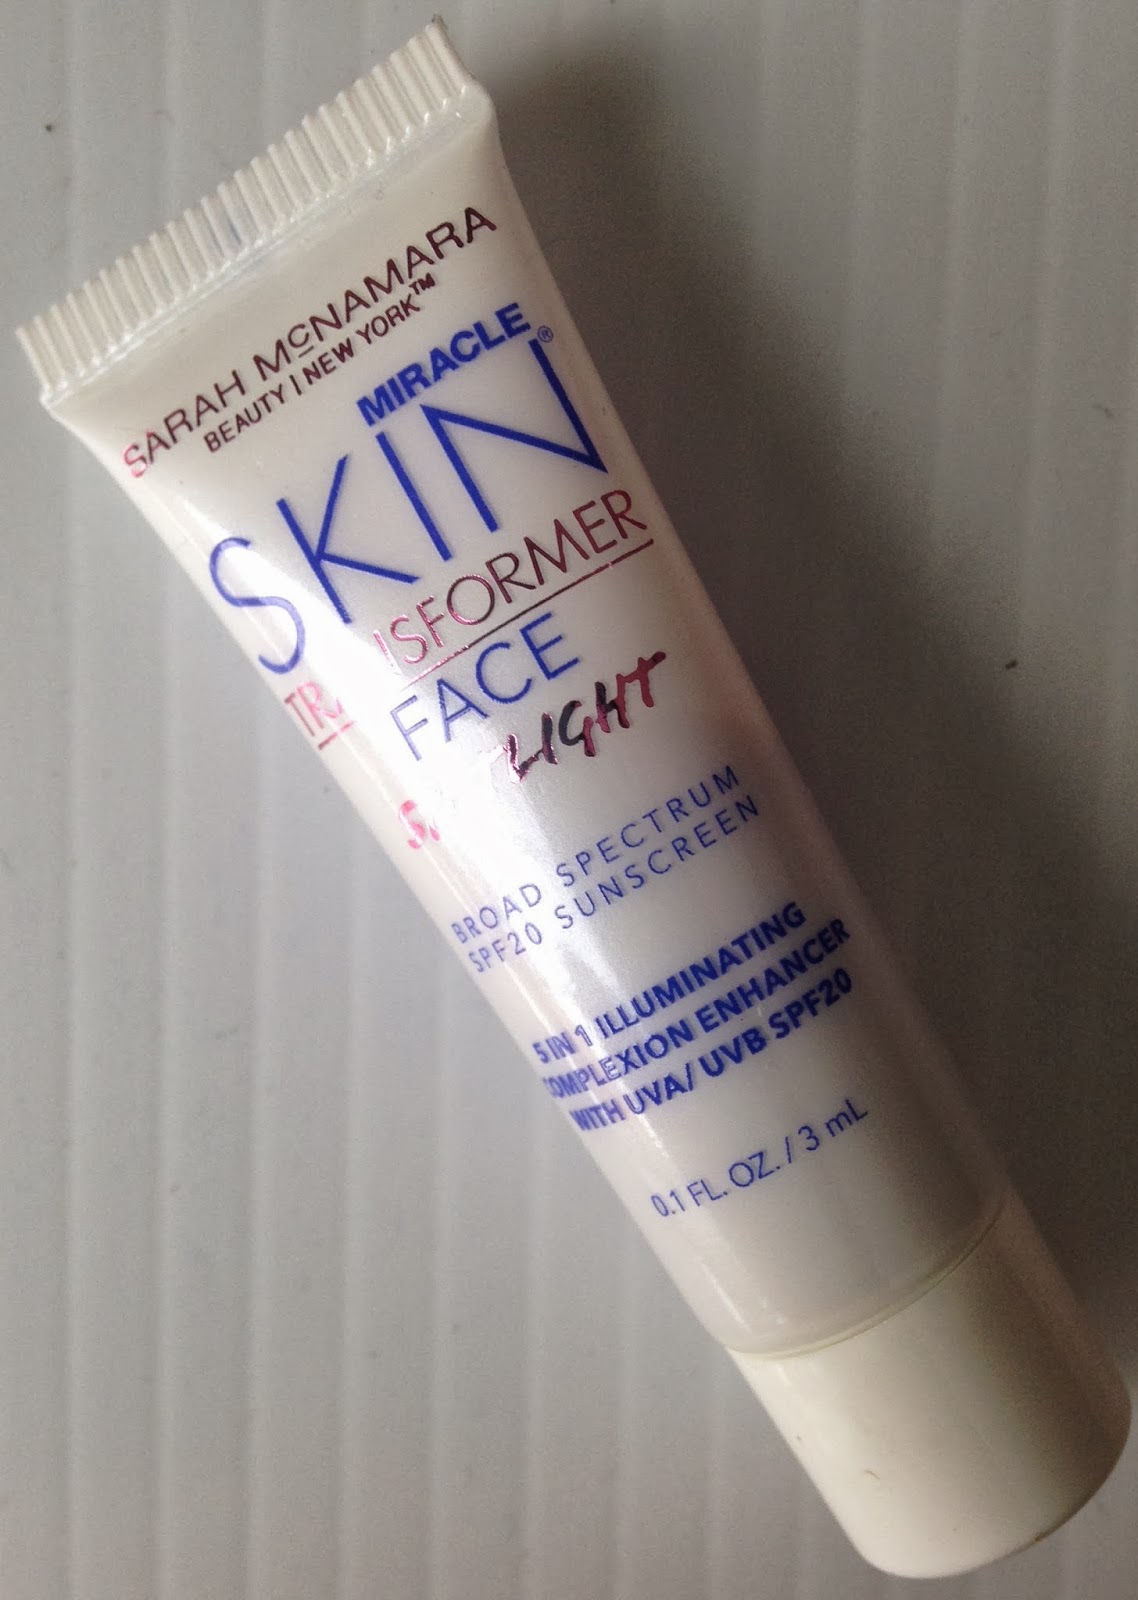 SARAH McNAMARA
BEAUTY | NEW YORK™
MIRACLE
SKIN®
FACE
LIGHT
BROAD SPECTRUM
SPF20 SUNSCREEN
5 IN 1 ILLUMINATING
COMPLEXION ENHANCER
WITH UVA/UVB SPF20
0.1 FL. OZ. / 3 mL